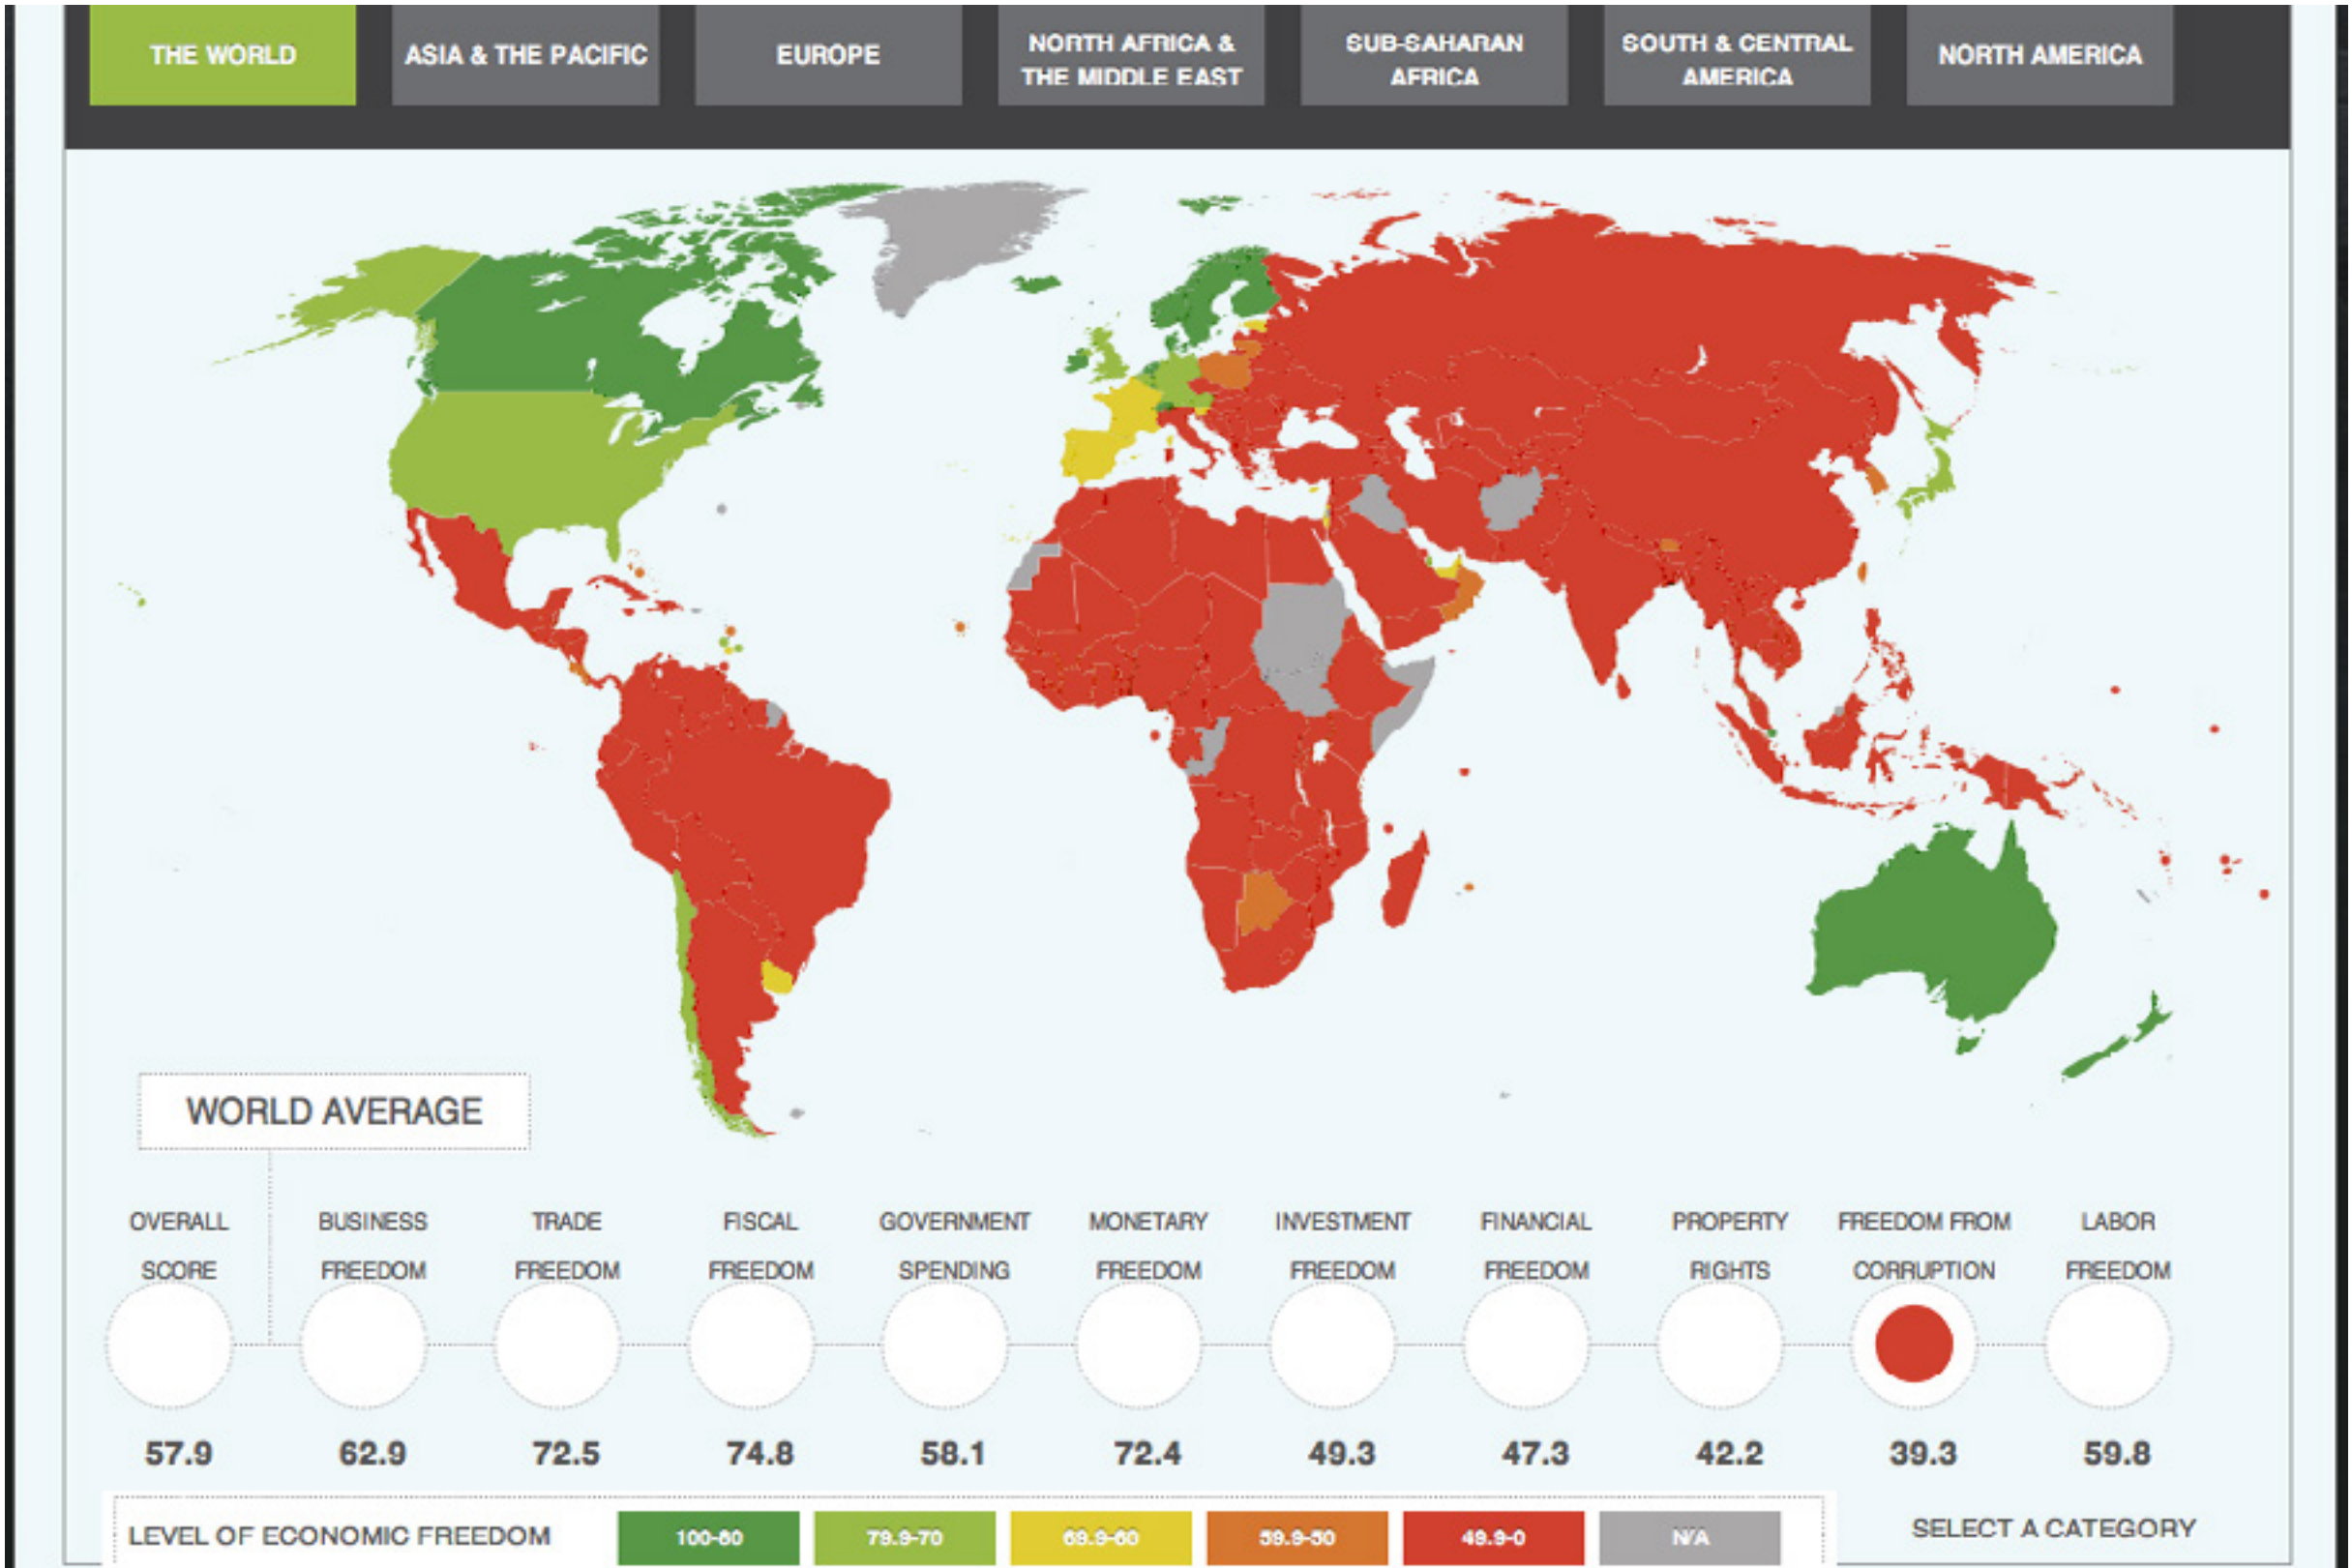 THE WORLD
ASIA & THE PACIFIC
EUROPE
NORTH AFRICA &
THE MIDDLE EAST
SUB-SAHARAN
AFRICA
SOUTH & CENTRAL
AMERICA
NORTH AMERICA
WORLD AVERAGE
OVERALL
SCORE
57.9
BUSINESS
FREEDOM
62.9
TRADE
FREEDOM
72.5
FISCAL
FREEDOM
74.8
GOVERNMENT
SPENDING
58.1
MONETARY
FREEDOM
72.4
INVESTMENT
FREEDOM
49.3
FINANCIAL
FREEDOM
47.3
PROPERTY
RIGHTS
42.2
FREEDOM FROM
CORRUPTION
39.3
LABOR
FREEDOM
59.8
LEVEL OF ECONOMIC FREEDOM
100-80
79.9-70
69.9-60
59.9-50
49.9-0
N/A
SELECT A CATEGORY